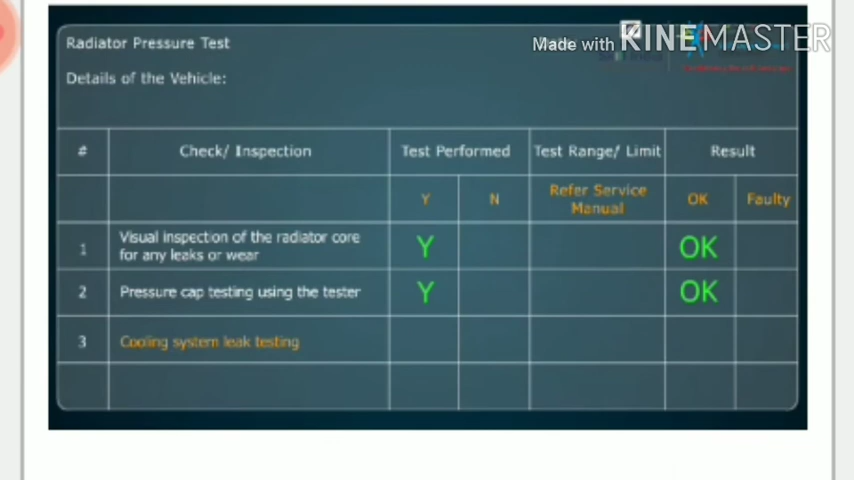 Radiator Pressure Test
Made with KINEMASTER
Details of the Vehicle:
# Check/ Inspection Test Performed Test Range/ Limit Result
Y N Refer Service Manual OK Faulty
1 Visual inspection of the radiator core
for any leaks or wear Y OK
2 Pressure cap testing using the tester Y OK
3 Cooling system leak testing